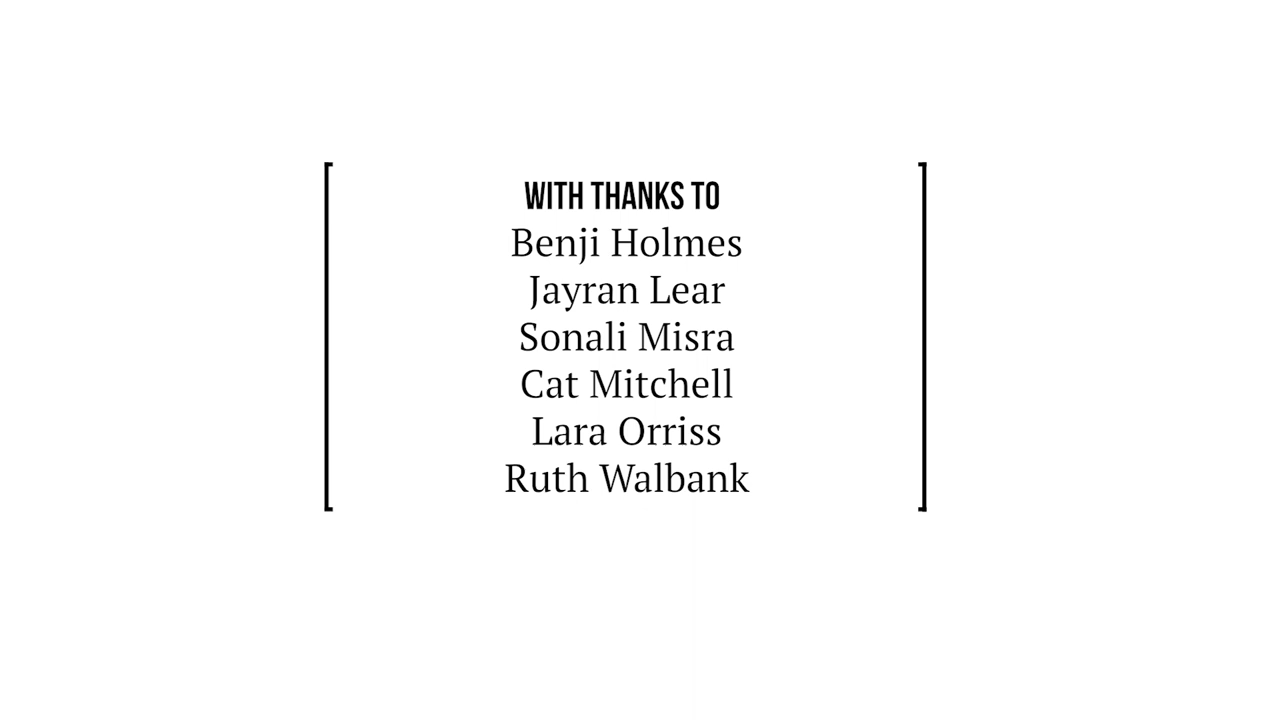 WITH THANKS TO
Benji Holmes
Jayran Lear
Sonali Misra
Cat Mitchell
Lara Orriss
Ruth Walbank